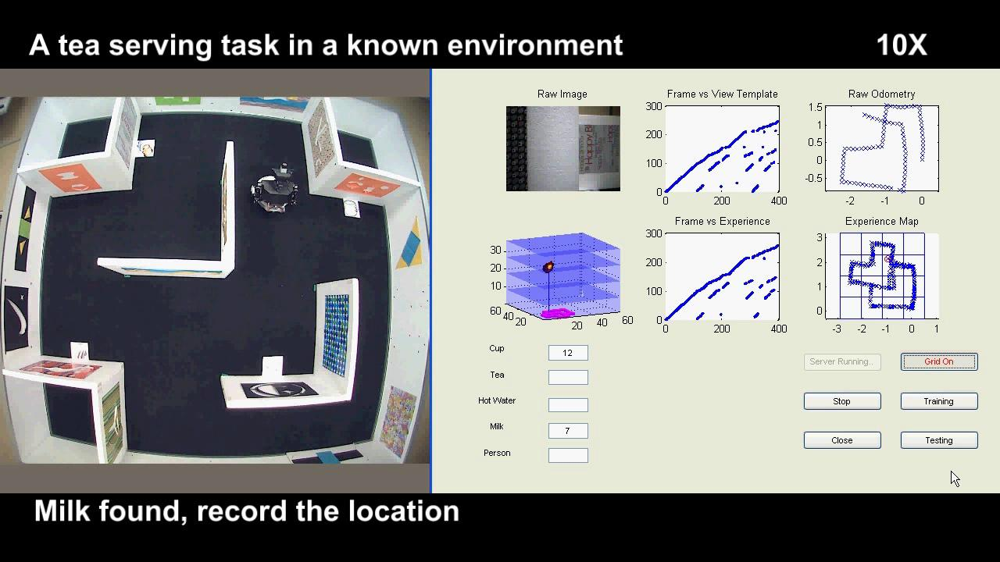 A tea serving task in a known environment
10X
Raw Image
Frame vs View Template
Raw Odometry
300
200
100
0
0
200
400
1.5
1
0.5
0
-0.5
-2
-1
0
Happy Bi
Frame vs Experience
Experience Map
30
20
10
60
40
20
20
40
60
300
200
100
0
0
200
400
3
2
1
0
-3
-2
-1
0
1
Cup
12
Tea
Hot Water
Milk
7
Person
Server Running..
Grid On
Stop
Training
Close
Testing
Milk found, record the location